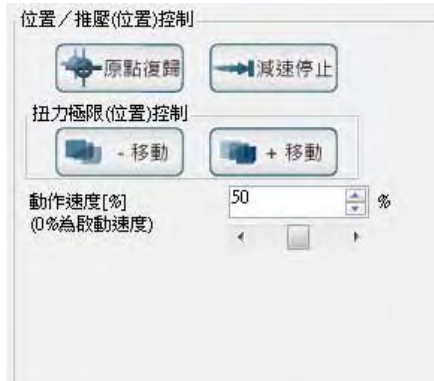 位置／推壓(位置)控制
原點復歸 減速停止
扭力極限(位置)控制
- 移動 + 移動
動作速度[%] 50 %
(0%為啟動速度)